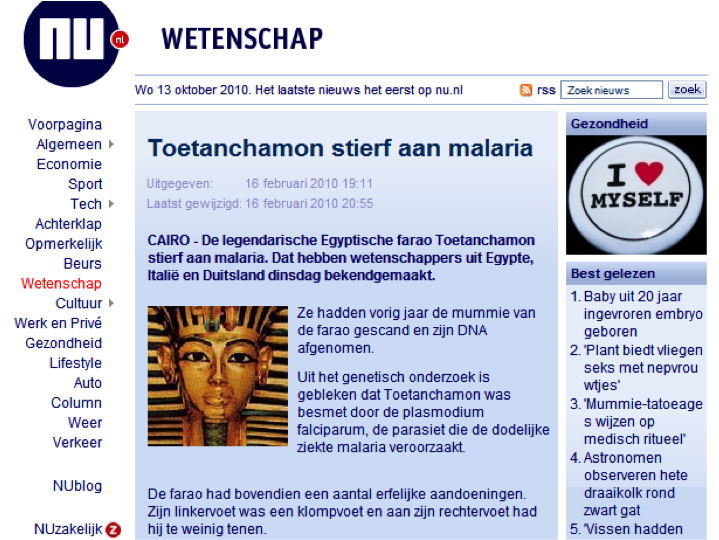 nu
nl
WETENSCHAP
Wo 13 oktober 2010. Het laatste nieuws het eerst op nu.nl
rss
Zoek nieuws
zoek
Voorpagina
Algemeen
Economie
Sport
Tech
Achterklap
Opmerkelijk
Beurs
Wetenschap
Cultuur
Werk en Privé
Gezondheid
Lifestyle
Auto
Column
Weer
Verkeer
NUblog
NUzakelijk z
Toetanchamon stierf aan malaria
Uitgegeven: 16 februari 2010 19:11
Laatst gewijzigd: 16 februari 2010 20:55
CAIRO - De legendarische Egyptische farao Toetanchamon
stierf aan malaria. Dat hebben wetenschappers uit Egypte,
Italië en Duitsland dinsdag bekendgemaakt.
Ze hadden vorig jaar de mummie van
de farao gescand en zijn DNA
afgenomen.
Uit het genetisch onderzoek is
gebleken dat Toetanchamon was
besmet door de plasmodium
falciparum, de parasiet die de dodelijke
ziekte malaria veroorzaakt.
De farao had bovendien een aantal erfelijke aandoeningen.
Zijn linkervoet was een klompvoet en aan zijn rechtervoet had
hij te weinig tenen.
Gezondheid
I
MYSELF
Best gelezen
1. Baby uit 20 jaar
ingevroren embryo
geboren
2. 'Plant biedt vliegen
seks met nepvrou
wtjes'
3. 'Mummie-tatoeage
s wijzen op
medisch ritueel'
4. Astronomen
observeren hete
draaikolk rond
zwart gat
5. 'Vissen hadden